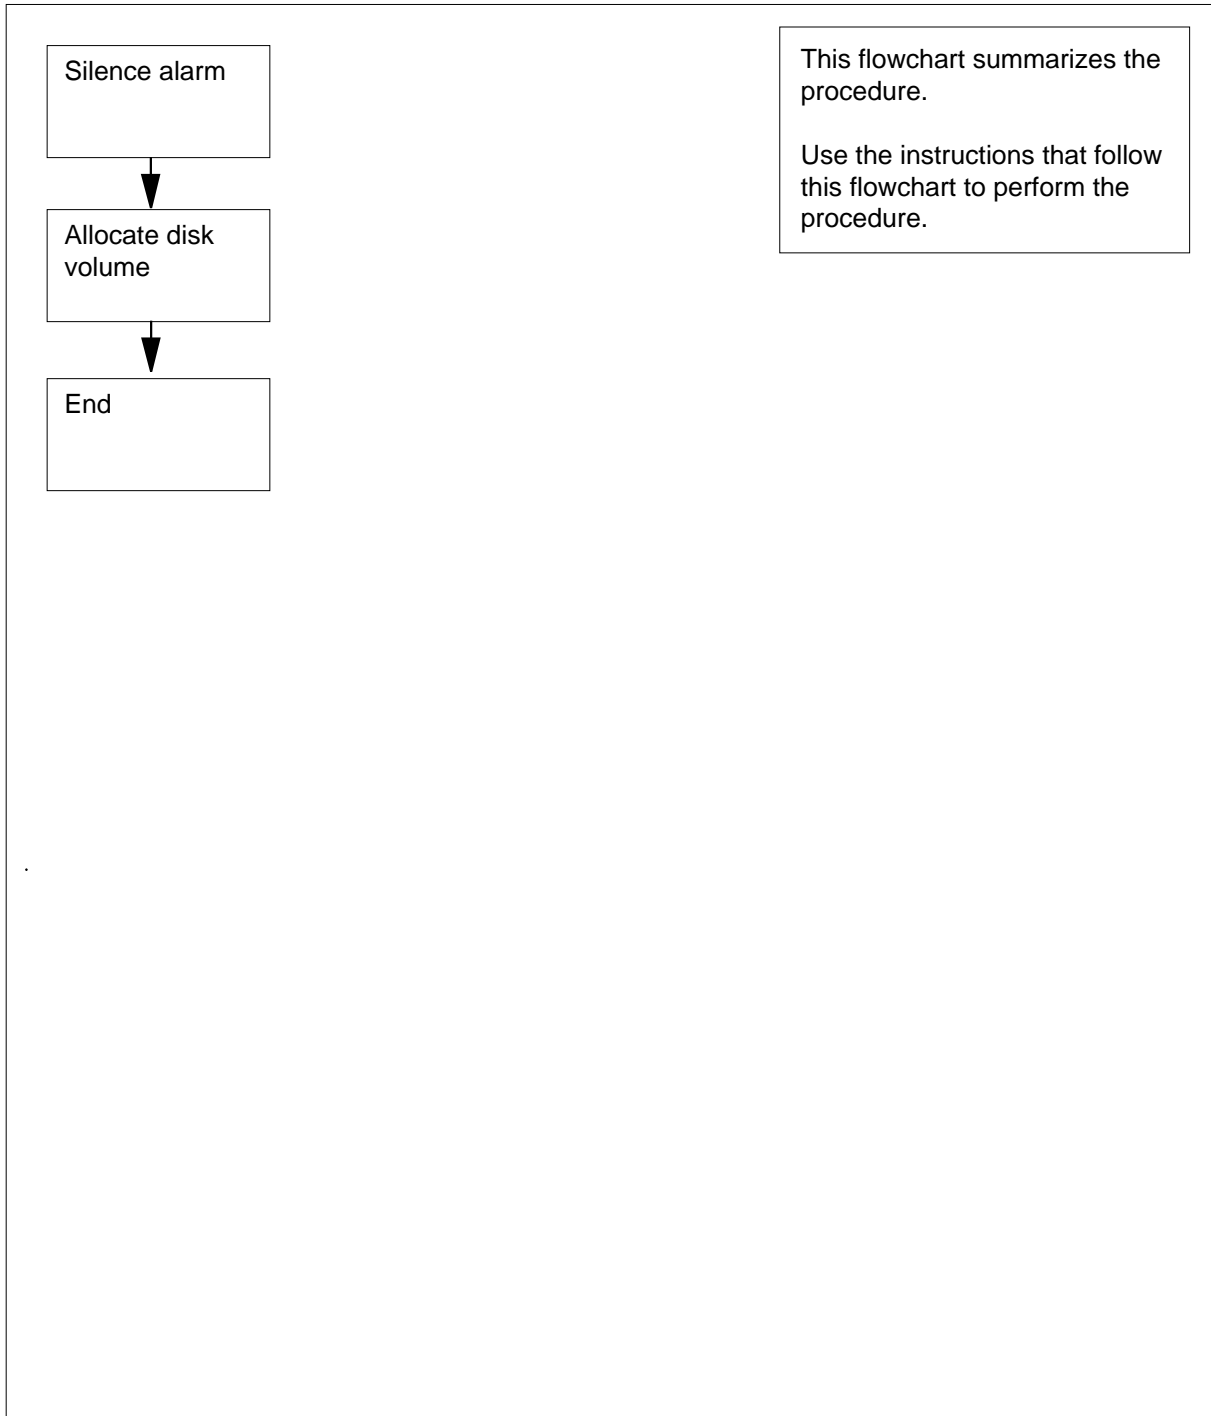 Silence alarm
Allocate disk
volume
End
This flowchart summarizes the
procedure.
Use the instructions that follow
this flowchart to perform the
procedure.
.